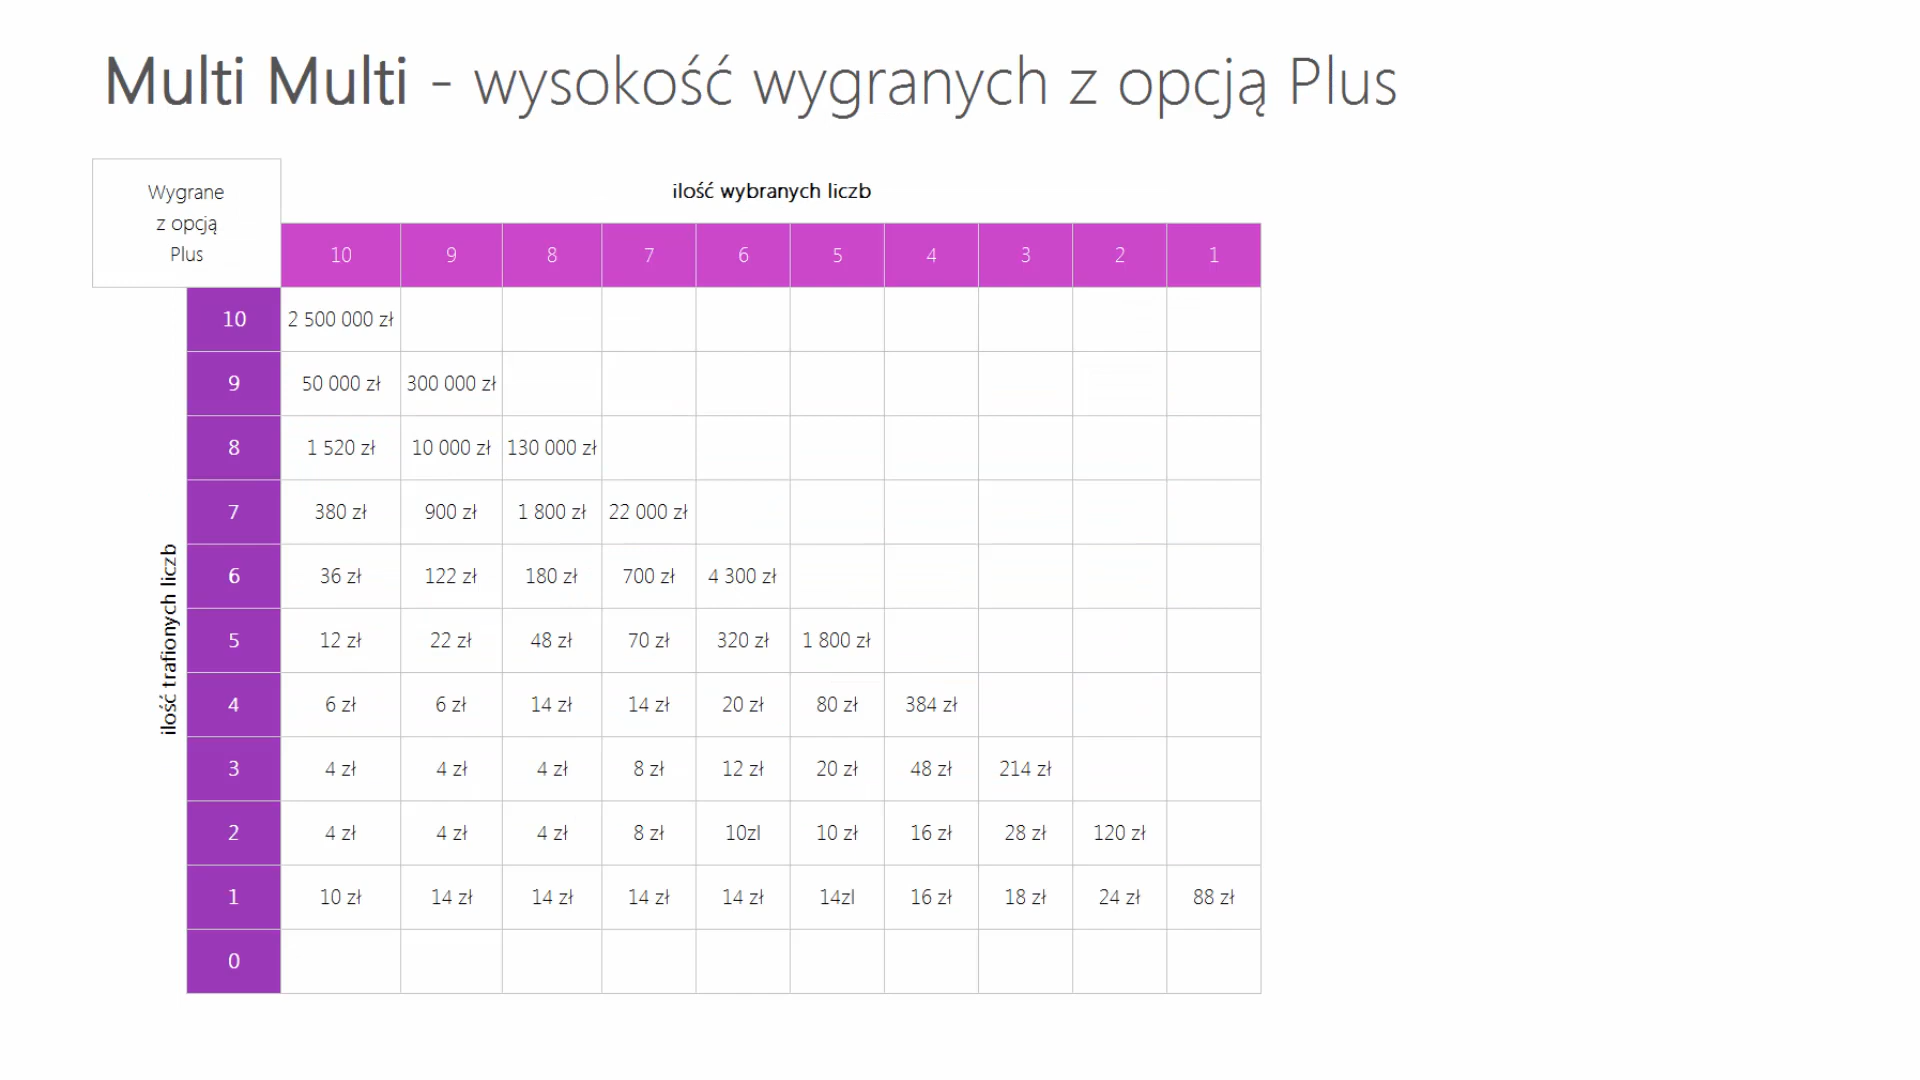 Multi Multi - wysokość wygranych z opcją Plus
Wygrane
z opcją
Plus
ilość wybranych liczb
10 9 8 7 6 5 4 3 2 1
ilość trafionych liczb
10 2 500 000 zł
9 50 000 zł 300 000 zł
8 1 520 zł 10 000 zł 130 000 zł
7 380 zł 900 zł 1 800 zł 22 000 zł
6 36 zł 122 zł 180 zł 700 zł 4 300 zł
5 12 zł 22 zł 48 zł 70 zł 320 zł 1 800 zł
4 6 zł 6 zł 14 zł 14 zł 20 zł 80 zł 384 zł
3 4 zł 4 zł 4 zł 8 zł 12 zł 20 zł 48 zł 214 zł
2 4 zł 4 zł 4 zł 8 zł 10zl 10 zł 16 zł 28 zł 120 zł
1 10 zł 14 zł 14 zł 14 zł 14 zł 14zl 16 zł 18 zł 24 zł 88 zł
0